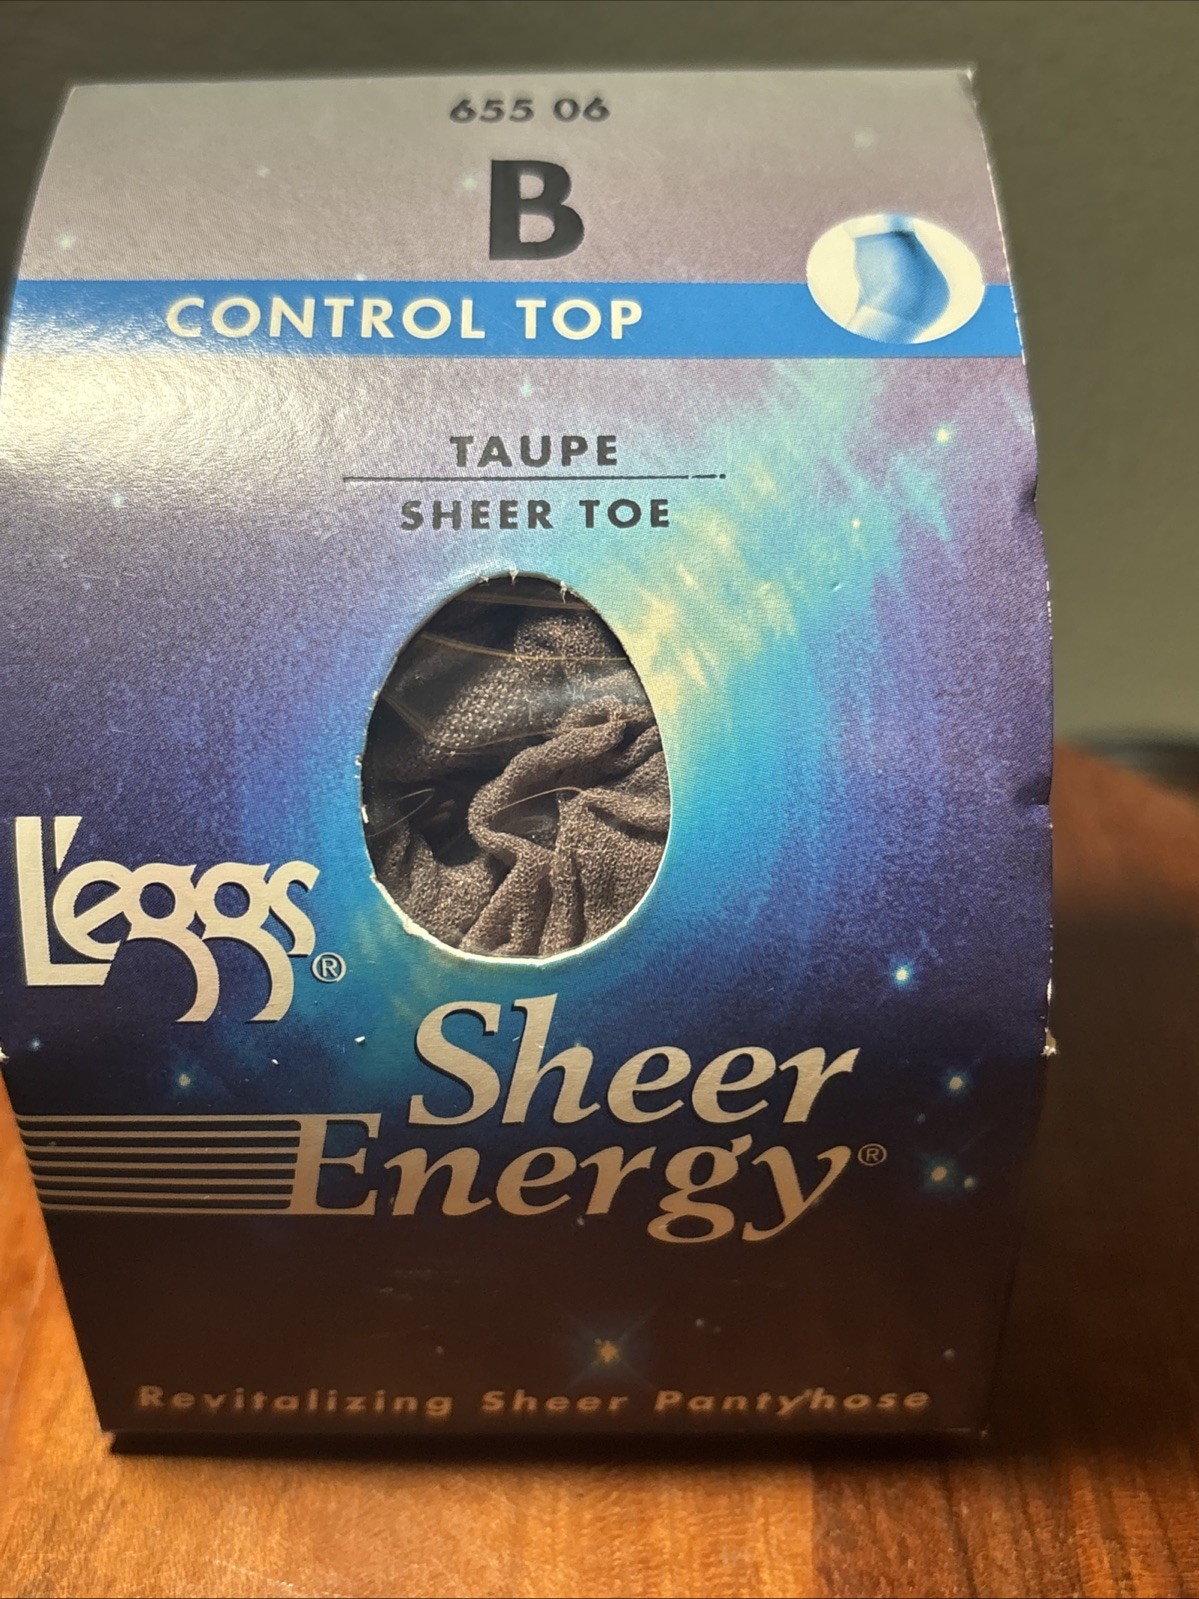 655 06
B
CONTROL TOP
TAUPE
SHEER TOE
L'eggs®
Sheer
Energy®
Revitalizing Sheer Pantyhose